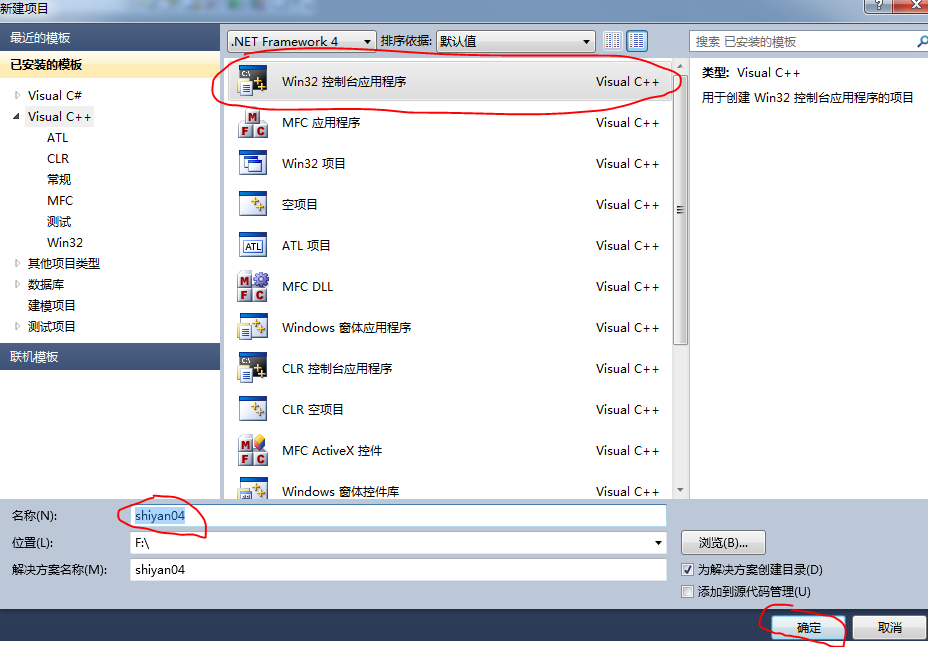 新建项目
最近的模板
已安装的模板
Visual C#
Visual C++
ATL
CLR
常规
MFC
测试
Win32
其他项目类型
数据库
建模项目
测试项目
联机模板
.NET Framework 4 排序依据: 默认值
Win32 控制台应用程序 Visual C++
MFC 应用程序 Visual C++
Win32 项目 Visual C++
空项目 Visual C++
ATL 项目 Visual C++
MFC DLL Visual C++
Windows 窗体应用程序 Visual C++
CLR 控制台应用程序 Visual C++
CLR 空项目 Visual C++
MFC ActiveX 控件 Visual C++
Windows 窗体控件库 Visual C++
搜索 已安装的模板
类型: Visual C++
用于创建 Win32 控制台应用程序的项目
名称(N): shiyan04
位置(L): F:\ 浏览(B)...
解决方案名称(M): shiyan04 为解决方案创建目录(D)
添加到源代码管理(U)
确定 取消